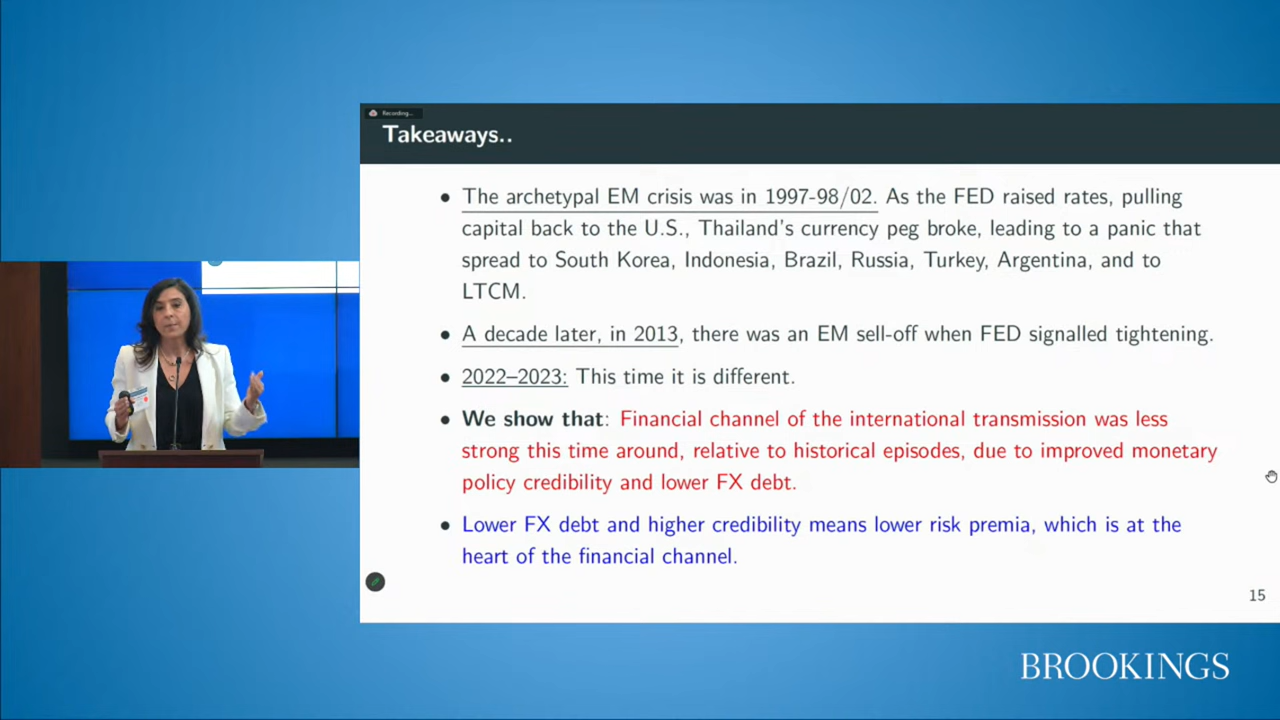 Recording...
Takeaways..
• The archetypal EM crisis was in 1997-98/02. As the FED raised rates, pulling
capital back to the U.S., Thailand's currency peg broke, leading to a panic that
spread to South Korea, Indonesia, Brazil, Russia, Turkey, Argentina, and to
LTCM.
• A decade later, in 2013, there was an EM sell-off when FED signalled tightening.
• 2022–2023: This time it is different.
• We show that: Financial channel of the international transmission was less
strong this time around, relative to historical episodes, due to improved monetary
policy credibility and lower FX debt.
• Lower FX debt and higher credibility means lower risk premia, which is at the
heart of the financial channel.
15
BROOKINGS